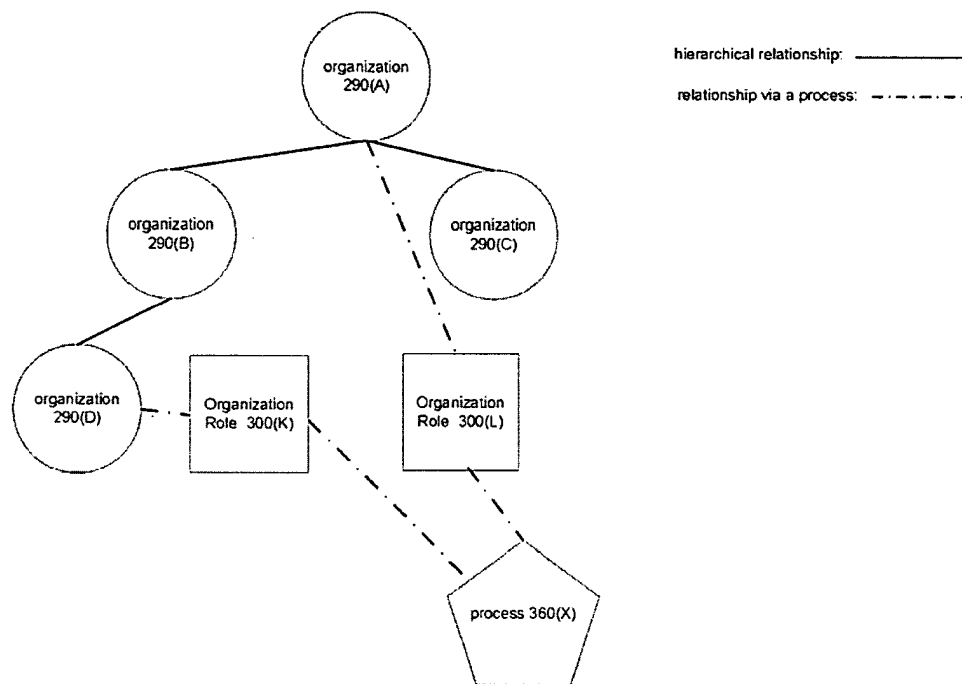 organization
290(A)
hierarchical relationship:
relationship via a process:
organization
290(B)
organization
290(C)
organization
290(D)
Organization
Role 300(K)
Organization
Role 300(L)
process 360(X)